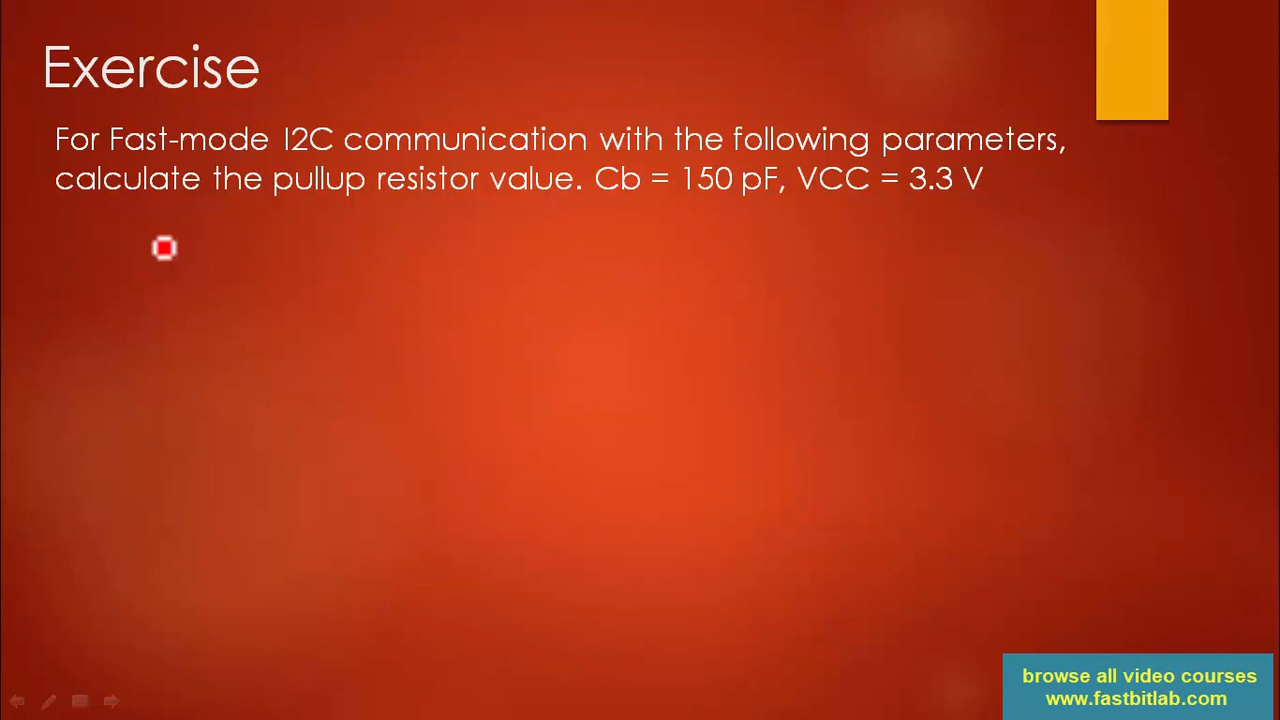 Exercise
For Fast-mode I2C communication with the following parameters,
calculate the pullup resistor value. Cb = 150 pF, VCC = 3.3 V
browse all video courses
www.fastbitlab.com